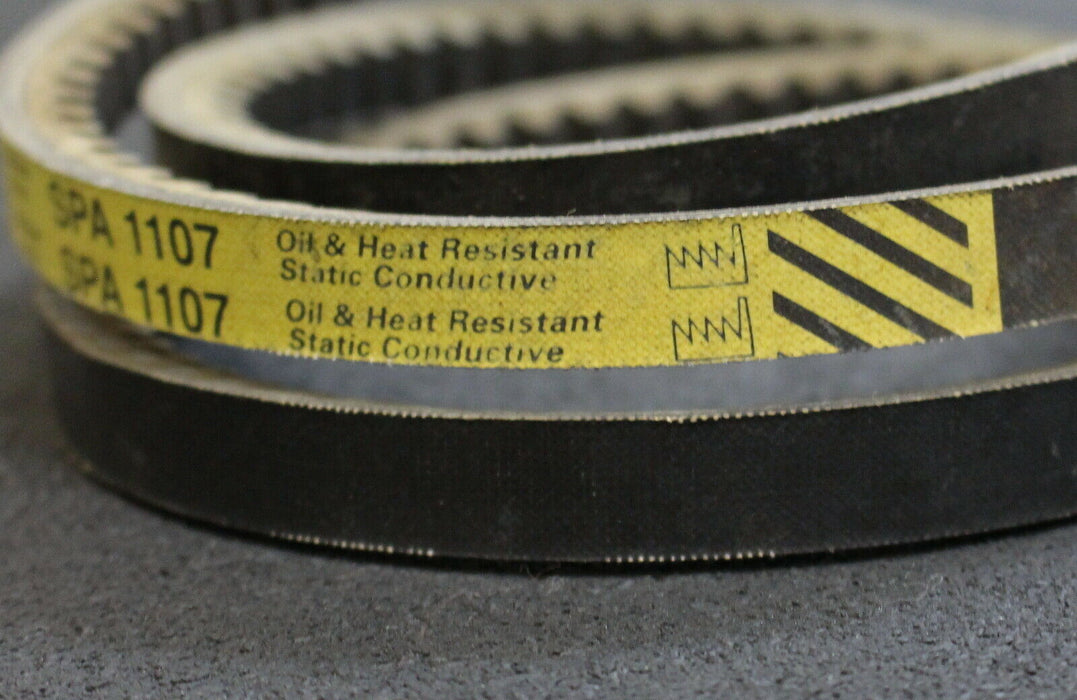 SPA 1107
Oil & Heat Resistant
Static Conductive
SPA 1107
Oil & Heat Resistant
Static Conductive